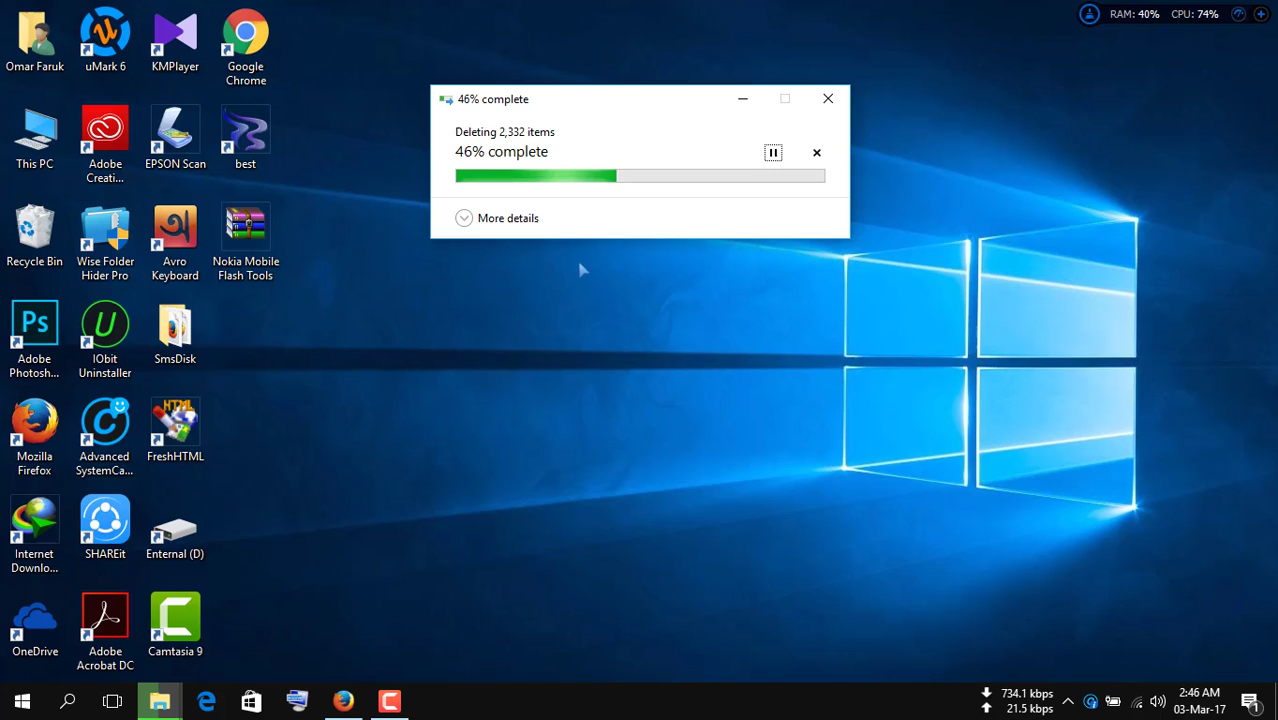 RAM: 40% CPU: 74%
Omar Faruk
uMark 6
KMPlayer
Google
Chrome
This PC
Adobe
Creati...
EPSON Scan
best
Recycle Bin
Wise Folder
Hider Pro
Avro
Keyboard
Nokia Mobile
Flash Tools
Ps
Adobe
Photosh...
U
IObit
Uninstaller
SmsDisk
Mozilla
Firefox
Advanced
SystemCa...
HTML
FreshHTML
Internet
Downlo...
SHAREit
Enternal (D)
OneDrive
Adobe
Acrobat DC
Camtasia 9
46% complete
Deleting 2,332 items
46% complete
More details
734.1 kbps
21.5 kbps
2:46 AM
03-Mar-17
1